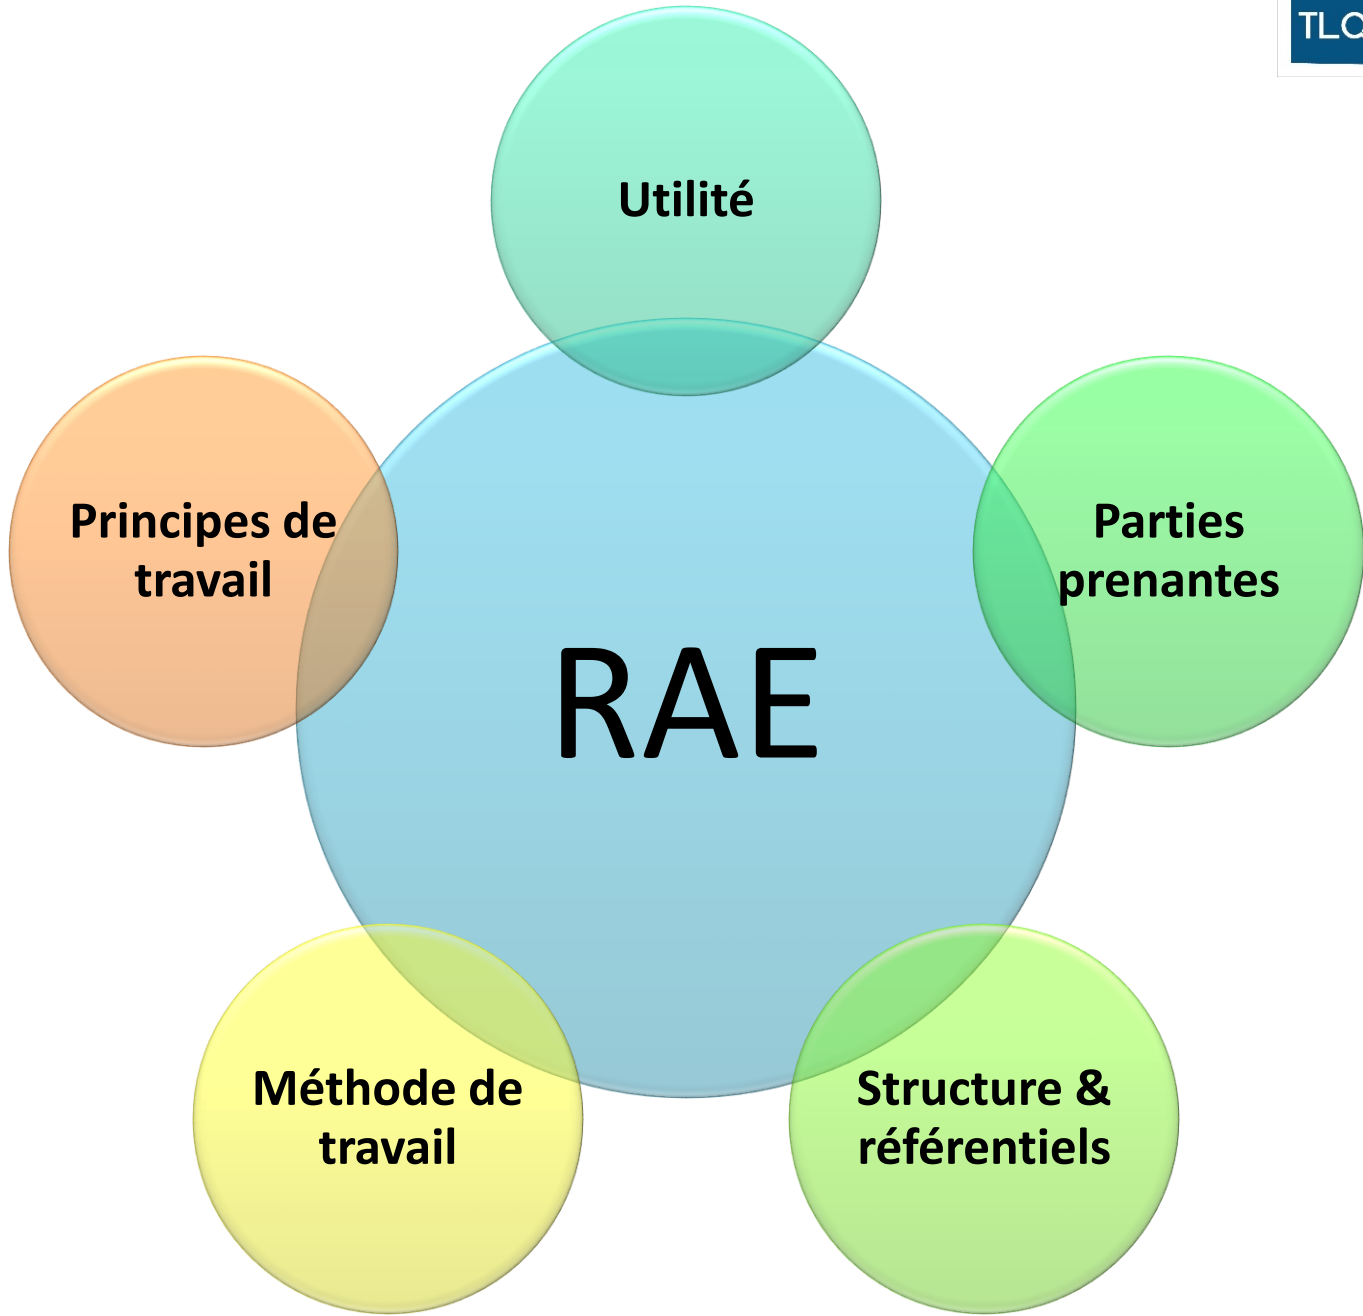 TLQ
Utilité
Principes de
travail
Parties
prenantes
RAE
Méthode de
travail
Structure &
référentiels